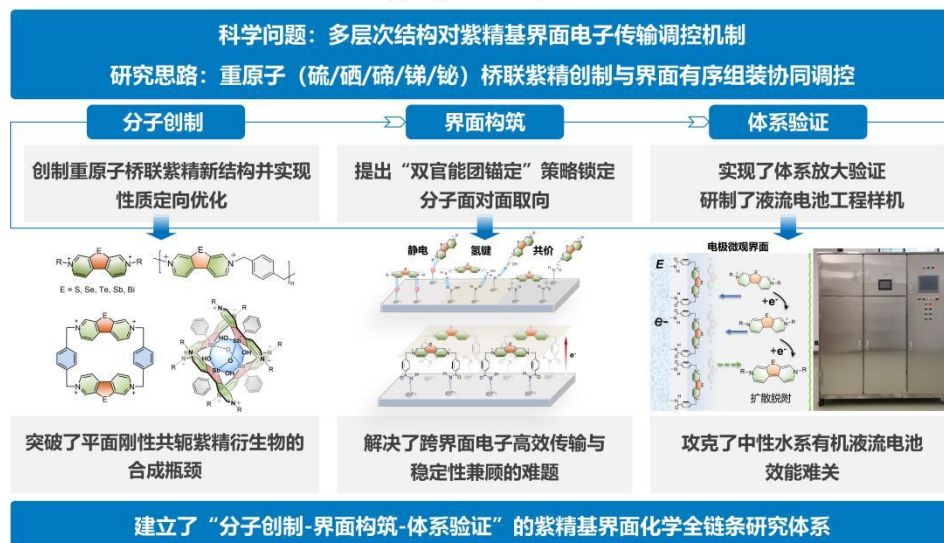 科学问题：多层次结构对紫精基界面电子传输调控机制
研究思路：重原子（硫/硒/碲/锑/铋）桥联紫精创制与界面有序组装协同调控
分子创制
界面构筑
体系验证
创制重原子桥联紫精新结构并实现
性质定向优化
提出“双官能团锚定”策略锁定
分子面对面取向
实现了体系放大验证
研制了液流电池工程样机
静电
氢键
共价
电极微观界面
E = S, Se, Te, Sb, Bi
E
e-
+e-
+e-
扩散脱附
e-
突破了平面刚性共轭紫精衍生物的
合成瓶颈
解决了跨界面电子高效传输与
稳定性兼顾的难题
攻克了中性水系有机液流电池
效能难关
建立了“分子创制-界面构筑-体系验证”的紫精基界面化学全链条研究体系